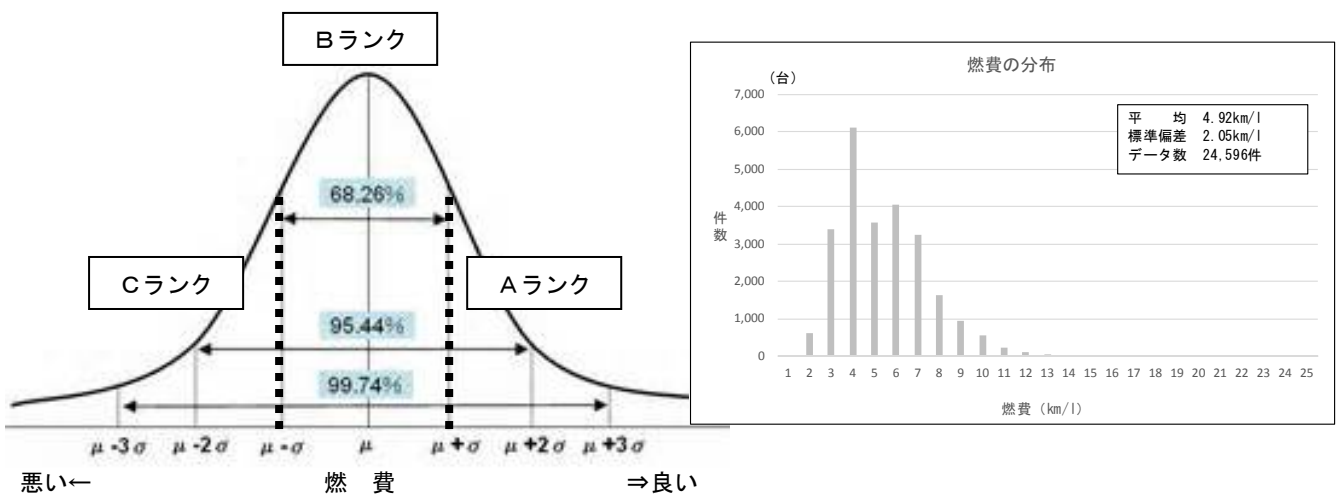 Bランク
68.26%
Cランク
Aランク
95.44%
99.74%
μ-3σ μ-2σ μ-σ μ μ+σ μ+2σ μ+3σ
悪い← 燃 費 ⇒良い
燃費の分布
(台)
平 均 4.92km/l
標準偏差 2.05km/l
データ数 24,596件
7,000
6,000
5,000
4,000
3,000
2,000
1,000
0
件数
1 2 3 4 5 6 7 8 9 10 11 12 13 14 15 16 17 18 19 20 21 22 23 24 25
燃費(km/l)